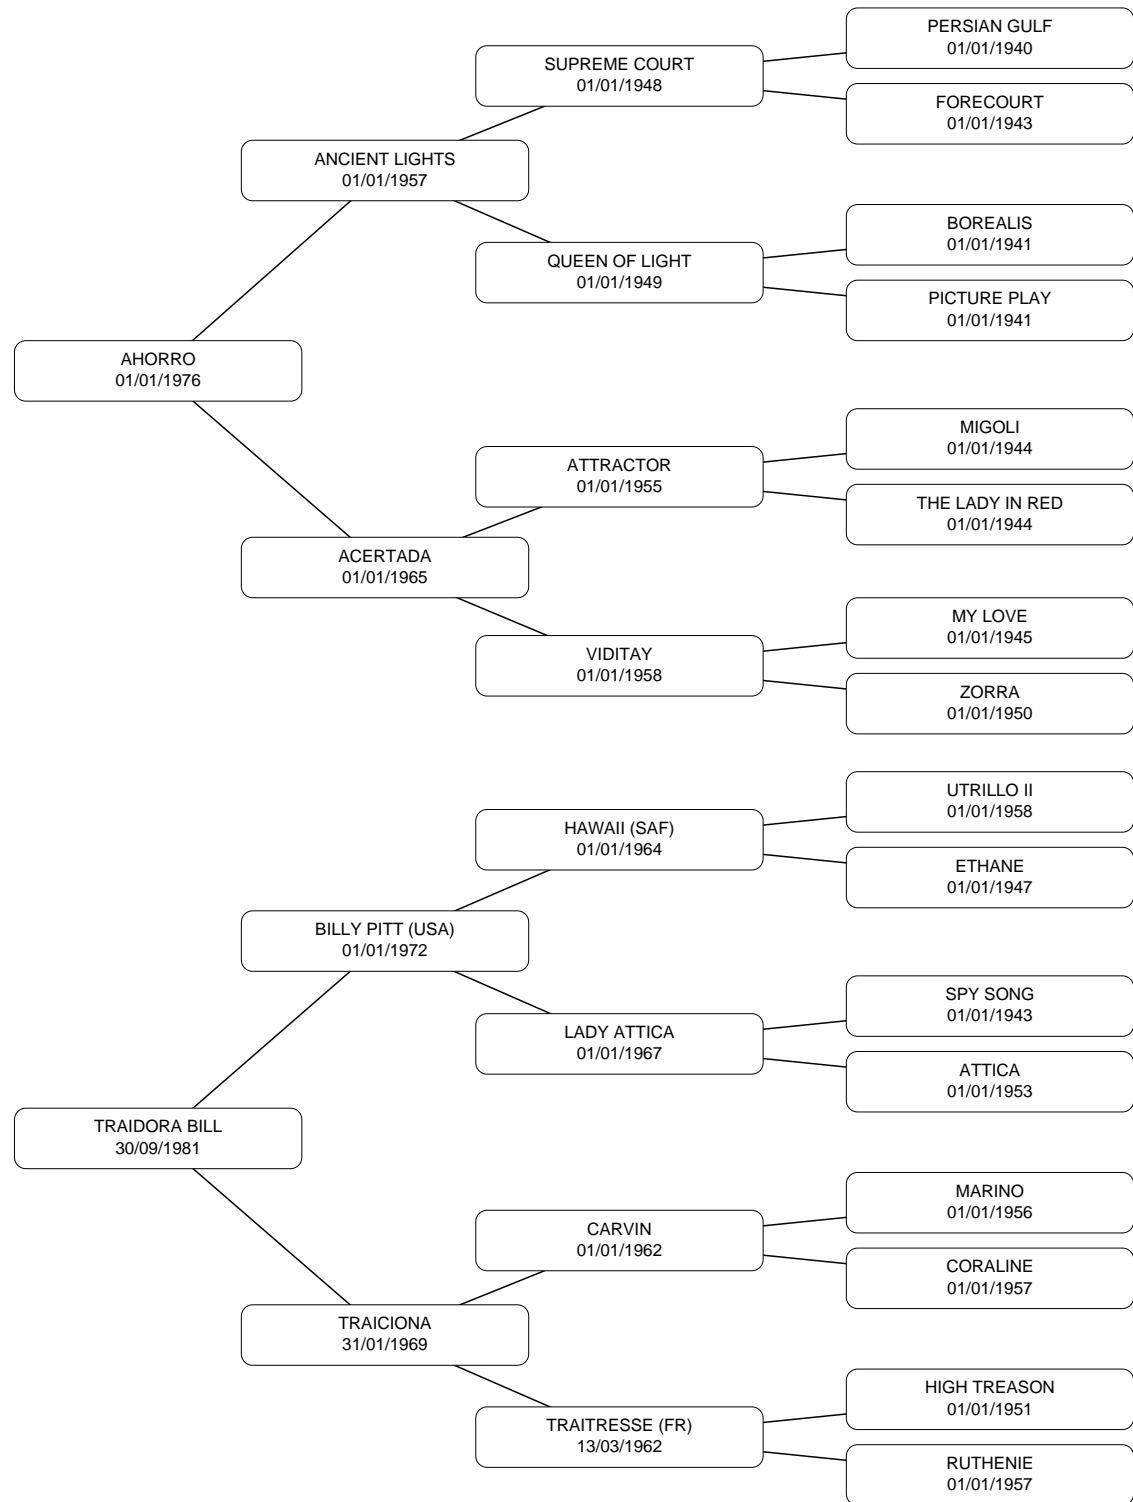 PERSIAN GULF
01/01/1940
SUPREME COURT
01/01/1948
FORECOURT
01/01/1943
ANCIENT LIGHTS
01/01/1957
BOREALIS
01/01/1941
QUEEN OF LIGHT
01/01/1949
PICTURE PLAY
01/01/1941
AHORRO
01/01/1976
MIGOLI
01/01/1944
ATTRACTOR
01/01/1955
THE LADY IN RED
01/01/1944
ACERTADA
01/01/1965
MY LOVE
01/01/1945
VIDITAY
01/01/1958
ZORRA
01/01/1950
UTRILLO II
01/01/1958
HAWAII (SAF)
01/01/1964
ETHANE
01/01/1947
BILLY PITT (USA)
01/01/1972
SPY SONG
01/01/1943
LADY ATTICA
01/01/1967
ATTICA
01/01/1953
TRAIDORA BILL
30/09/1981
MARINO
01/01/1956
CARVIN
01/01/1962
CORALINE
01/01/1957
TRAICIONA
31/01/1969
HIGH TREASON
01/01/1951
TRAITRESSE (FR)
13/03/1962
RUTHENIE
01/01/1957